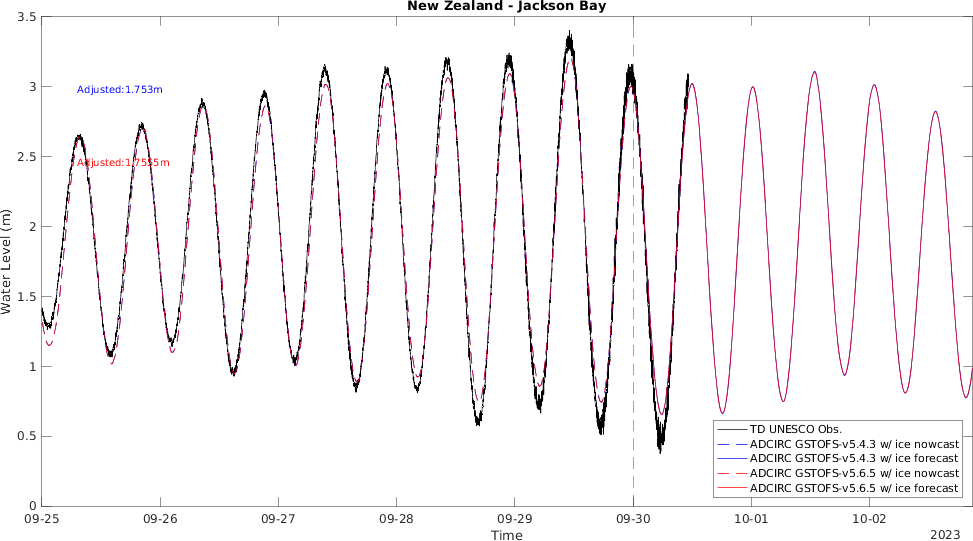 New Zealand - Jackson Bay
3.5
3
2.5
2
1.5
1
0.5
0
Water Level (m)
Adjusted:1.753m
Adjusted:1.7555m
TD UNESCO Obs.
ADCIRC GSTOFS-v5.4.3 w/ ice nowcast
ADCIRC GSTOFS-v5.4.3 w/ ice forecast
ADCIRC GSTOFS-v5.6.5 w/ ice nowcast
ADCIRC GSTOFS-v5.6.5 w/ ice forecast
09-25 09-26 09-27 09-28 09-29 09-30 10-01 10-02
Time
2023